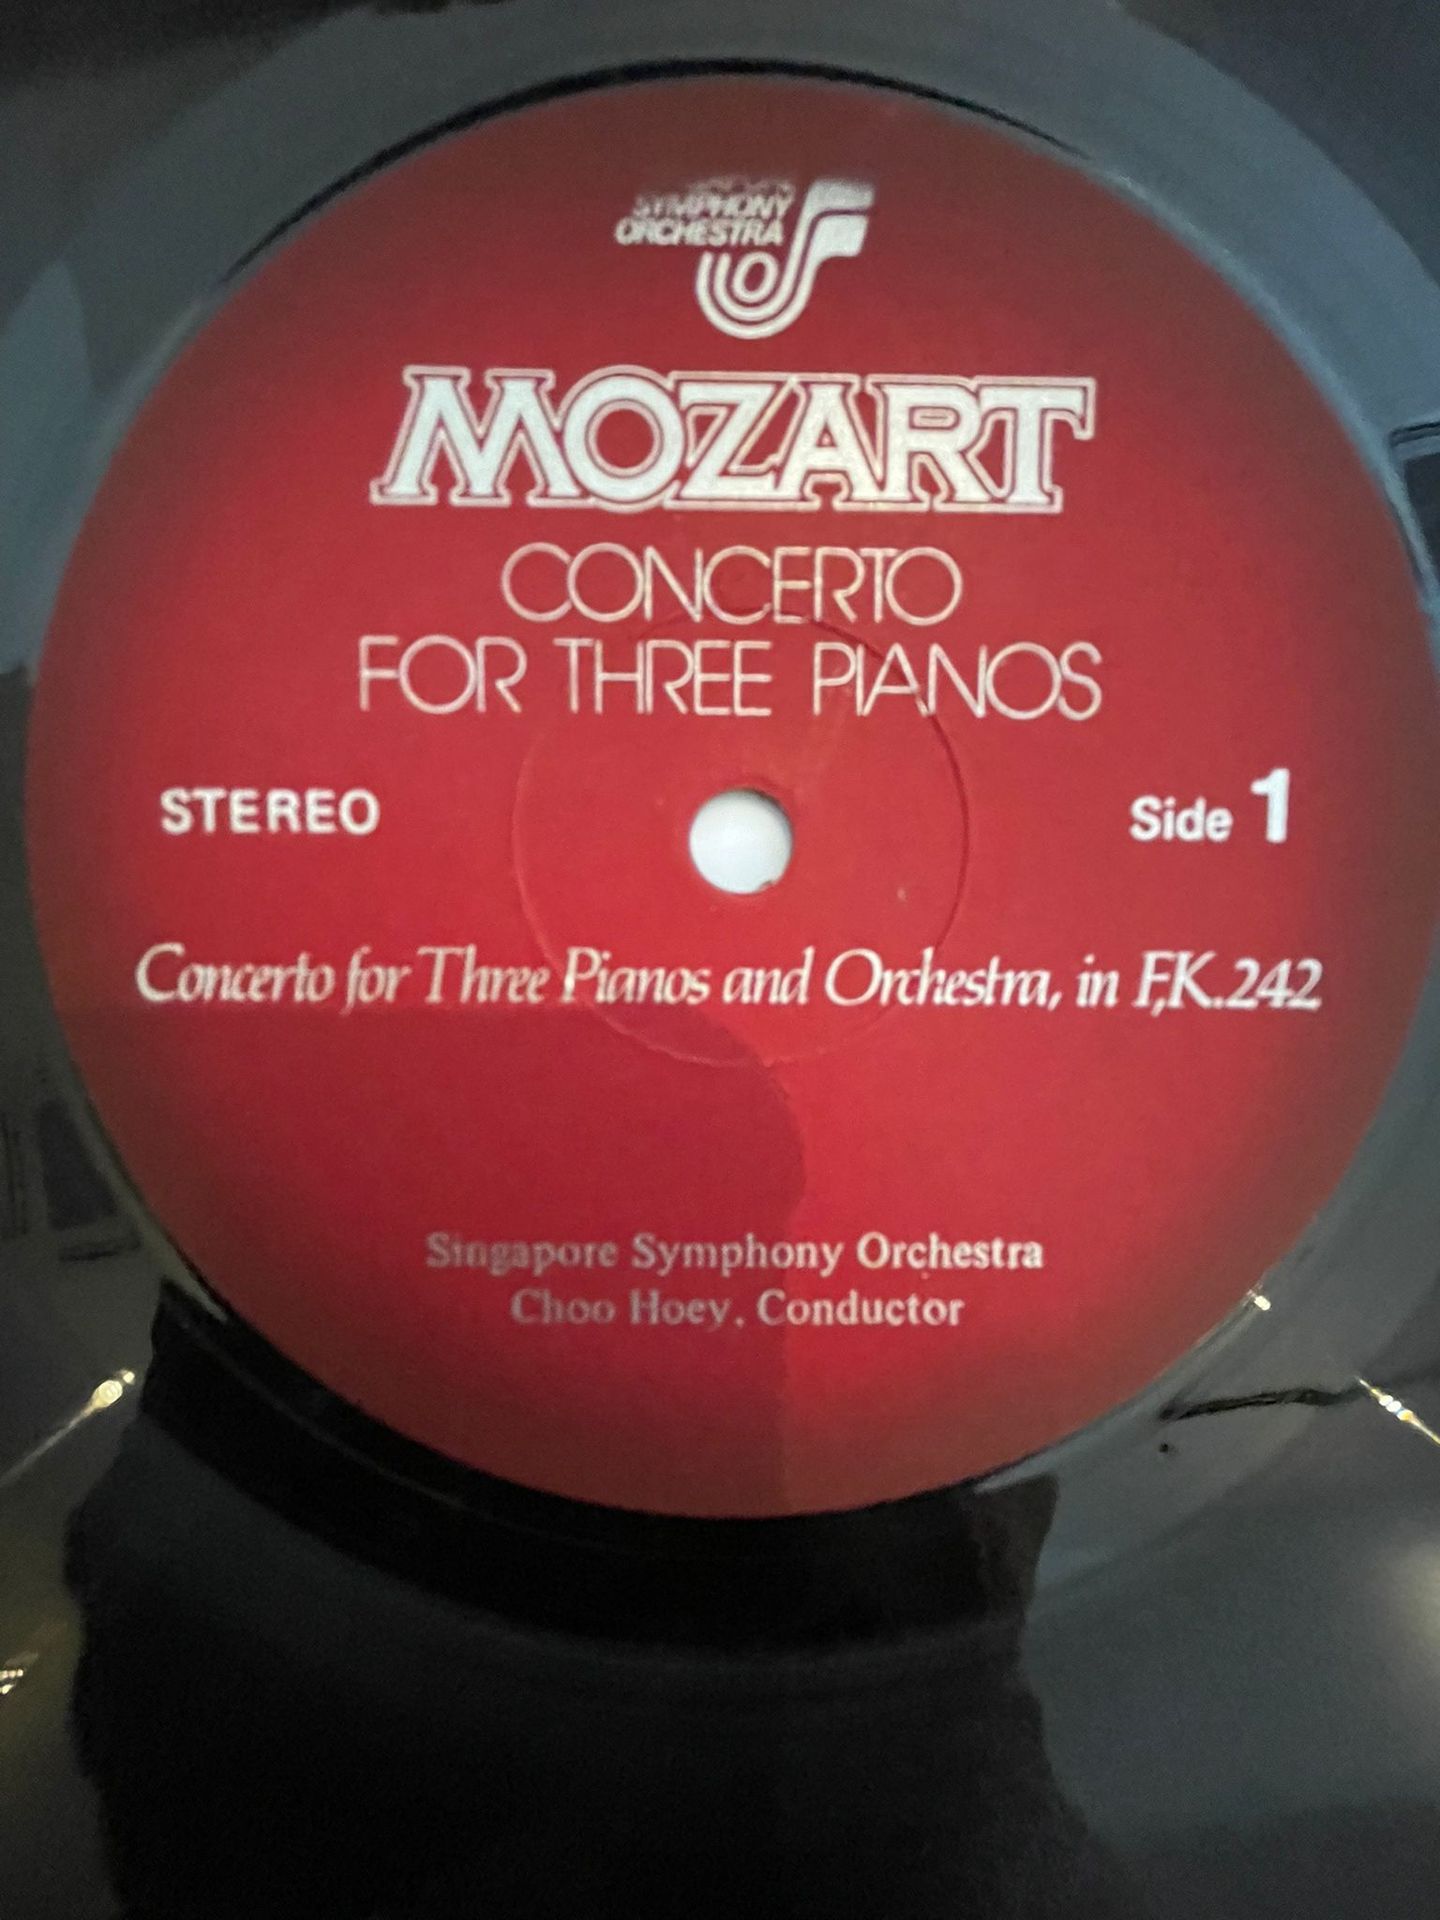 SYMPHONY
ORCHESTRA
MOZART
CONCERTO
FOR THREE PIANOS
STEREO
Side 1
Concerto for Three Pianos and Orchestra, in F,K.242
Singapore Symphony Orchestra
Choo Hoey, Conductor